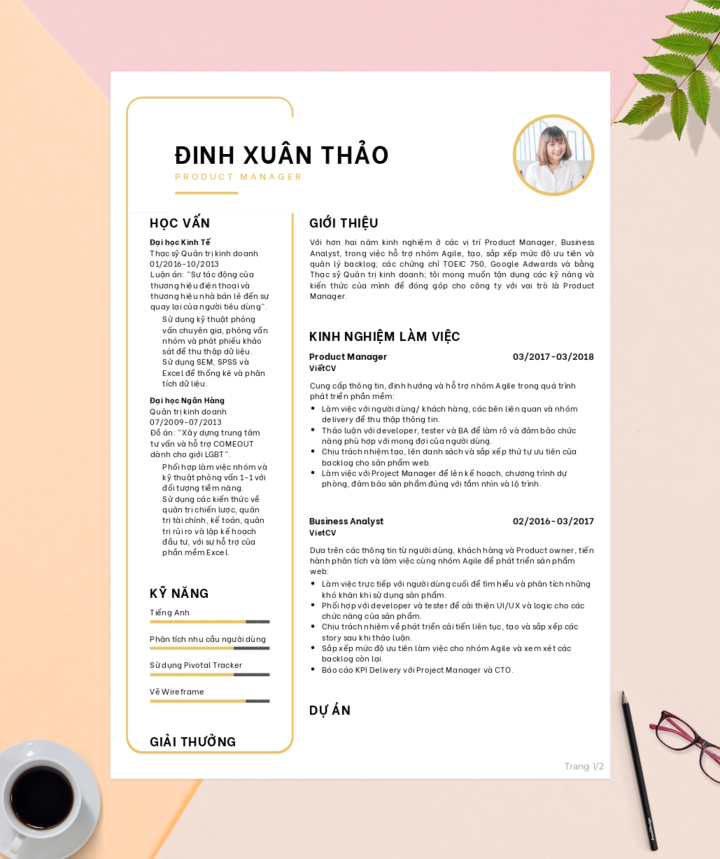 ĐINH XUÂN THẢO
PRODUCT MANAGER
HỌC VẤN
Đại học Kinh Tế
Thạc sỹ Quản trị kinh doanh
01/2016-10/2013
Luận án: "Sự tác động của
thương hiệu điện thoại và
thương hiệu nhà bán lẻ đến sự
quay lại của người tiêu dùng".
Sử dụng kỹ thuật phỏng
vấn chuyên gia, phỏng vấn
nhóm và phát phiếu khảo
sát để thu thập dữ liệu.
Sử dụng SEM, SPSS và
Excel để thống kê và phân
tích dữ liệu.
Đại học Ngân Hàng
Quản trị kinh doanh
07/2009-07/2013
Đồ án: "Xây dựng trung tâm
tư vấn và hỗ trợ COMEOUT
dành cho giới LGBT".
Phối hợp làm việc nhóm và
kỹ thuật phỏng vấn 1-1 với
đối tượng tiềm năng.
Sử dụng các kiến thức về
quản trị chiến lược, quản
trị tài chính, kế toán, quản
trị rủi ro và lập kế hoạch
đầu tư, với sự hỗ trợ của
phần mềm Excel.
KỸ NĂNG
Tiếng Anh
Phân tích nhu cầu người dùng
Sử dụng Pivotal Tracker
Vẽ Wireframe
GIẢI THƯỞNG
GIỚI THIỆU
Với hơn hai năm kinh nghiệm ở các vị trí Product Manager, Business
Analyst, trong việc hỗ trợ nhóm Agile, tạo, sắp xếp mức độ ưu tiên và
quản lý backlog; các chứng chỉ TOEIC 750, Google Adwards và bằng
Thạc sỹ Quản trị kinh doanh; tôi mong muốn tận dụng các kỹ năng và
kiến thức của mình để đóng góp cho công ty với vai trò là Product
Manager.
KINH NGHIỆM LÀM VIỆC
Product Manager 03/2017-03/2018
ViếtCV
Cung cấp thông tin, định hướng và hỗ trợ nhóm Agile trong quá trình
phát triển phần mềm:
• Làm việc với người dùng/ khách hàng, các bên liên quan và nhóm
delivery để thu thập thông tin.
• Thảo luận với developer, tester và BA để làm rõ và đảm bảo chức
năng phù hợp với mong đợi của người dùng.
• Chịu trách nhiệm tạo, lên danh sách và sắp xếp thứ tự ưu tiên của
backlog cho sản phẩm web.
• Làm việc với Project Manager để lên kế hoạch, chương trình dự
phòng, đảm bảo sản phẩm đúng với tầm nhìn và lộ trình.
Business Analyst 02/2016-03/2017
VietCV
Dựa trên các thông tin từ người dùng, khách hàng và Product owner, tiến
hành phân tích và làm việc cùng nhóm Agile để phát triển sản phẩm
web:
• Làm việc trực tiếp với người dùng cuối để tìm hiểu và phân tích những
khó khăn khi sử dụng sản phẩm.
• Phối hợp với developer và tester để cải thiện UI/UX và logic cho các
chức năng của sản phẩm.
• Chịu trách nhiệm về phát triển cải tiến liên tục, tạo và sắp xếp các
story sau khi thảo luận.
• Sắp xếp mức độ ưu tiên làm việc cho nhóm Agile và xem xét các
backlog còn lại.
• Báo cáo KPI Delivery với Project Manager và CTO.
DỰ ÁN
Trang 1/2